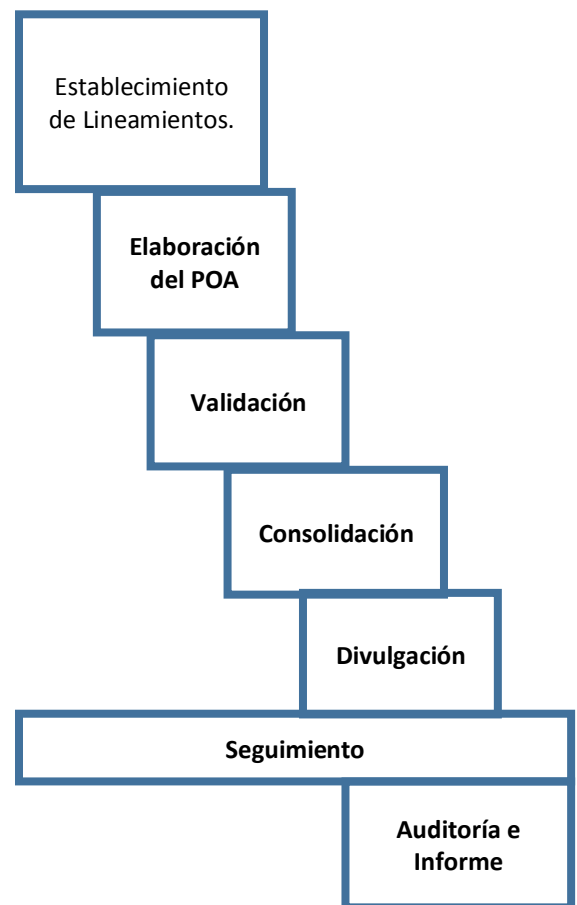 Establecimiento
de Lineamientos.
Elaboración
del POA
Validación
Consolidación
Divulgación
Seguimiento
Auditoría e
Informe